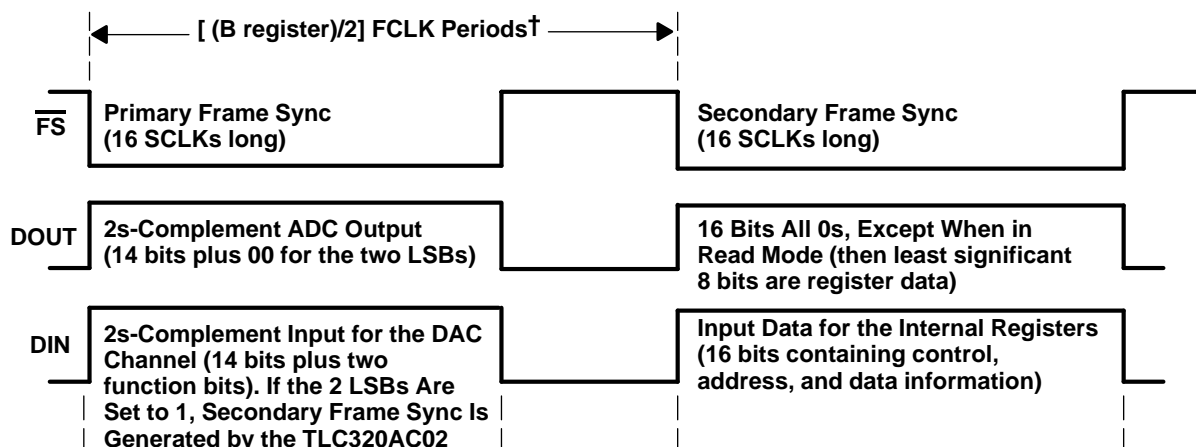 [ (B register)/2] FCLK Periods†
FS
Primary Frame Sync
(16 SCLKs long)
Secondary Frame Sync
(16 SCLKs long)
DOUT
2s-Complement ADC Output
(14 bits plus 00 for the two LSBs)
16 Bits All 0s, Except When in
Read Mode (then least significant
8 bits are register data)
DIN
2s-Complement Input for the DAC
Channel (14 bits plus two
function bits). If the 2 LSBs Are
Set to 1, Secondary Frame Sync Is
Generated by the TLC320AC02
Input Data for the Internal Registers
(16 bits containing control,
address, and data information)